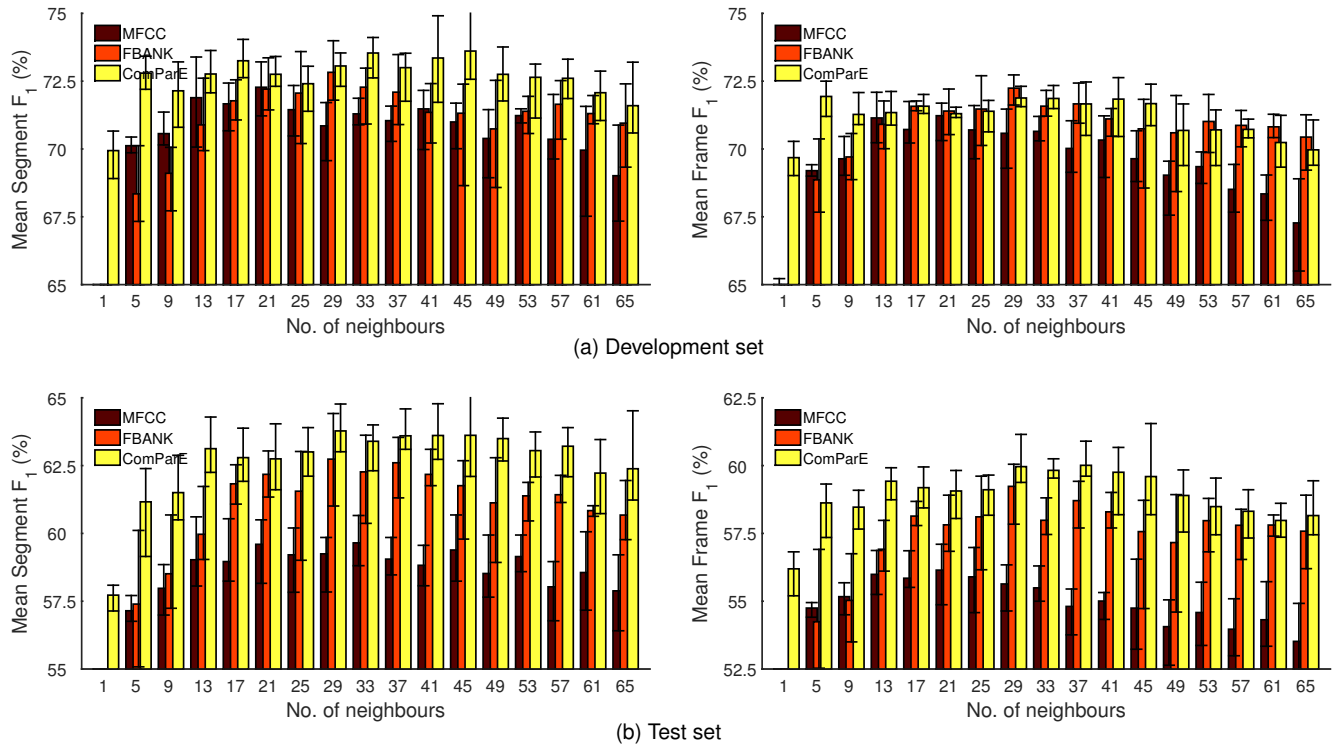 75
72.5
70
67.5
65
Mean Segment F1 (%)
MFCC
FBANK
ComParE
1 5 9 13 17 21 25 29 33 37 41 45 49 53 57 61 65
No. of neighbours
75
72.5
70
67.5
65
Mean Frame F1 (%)
MFCC
FBANK
ComParE
1 5 9 13 17 21 25 29 33 37 41 45 49 53 57 61 65
No. of neighbours
(a) Development set
65
62.5
60
57.5
55
Mean Segment F1 (%)
MFCC
FBANK
ComParE
1 5 9 13 17 21 25 29 33 37 41 45 49 53 57 61 65
No. of neighbours
62.5
60
57.5
55
52.5
Mean Frame F1 (%)
MFCC
FBANK
ComParE
1 5 9 13 17 21 25 29 33 37 41 45 49 53 57 61 65
No. of neighbours
(b) Test set